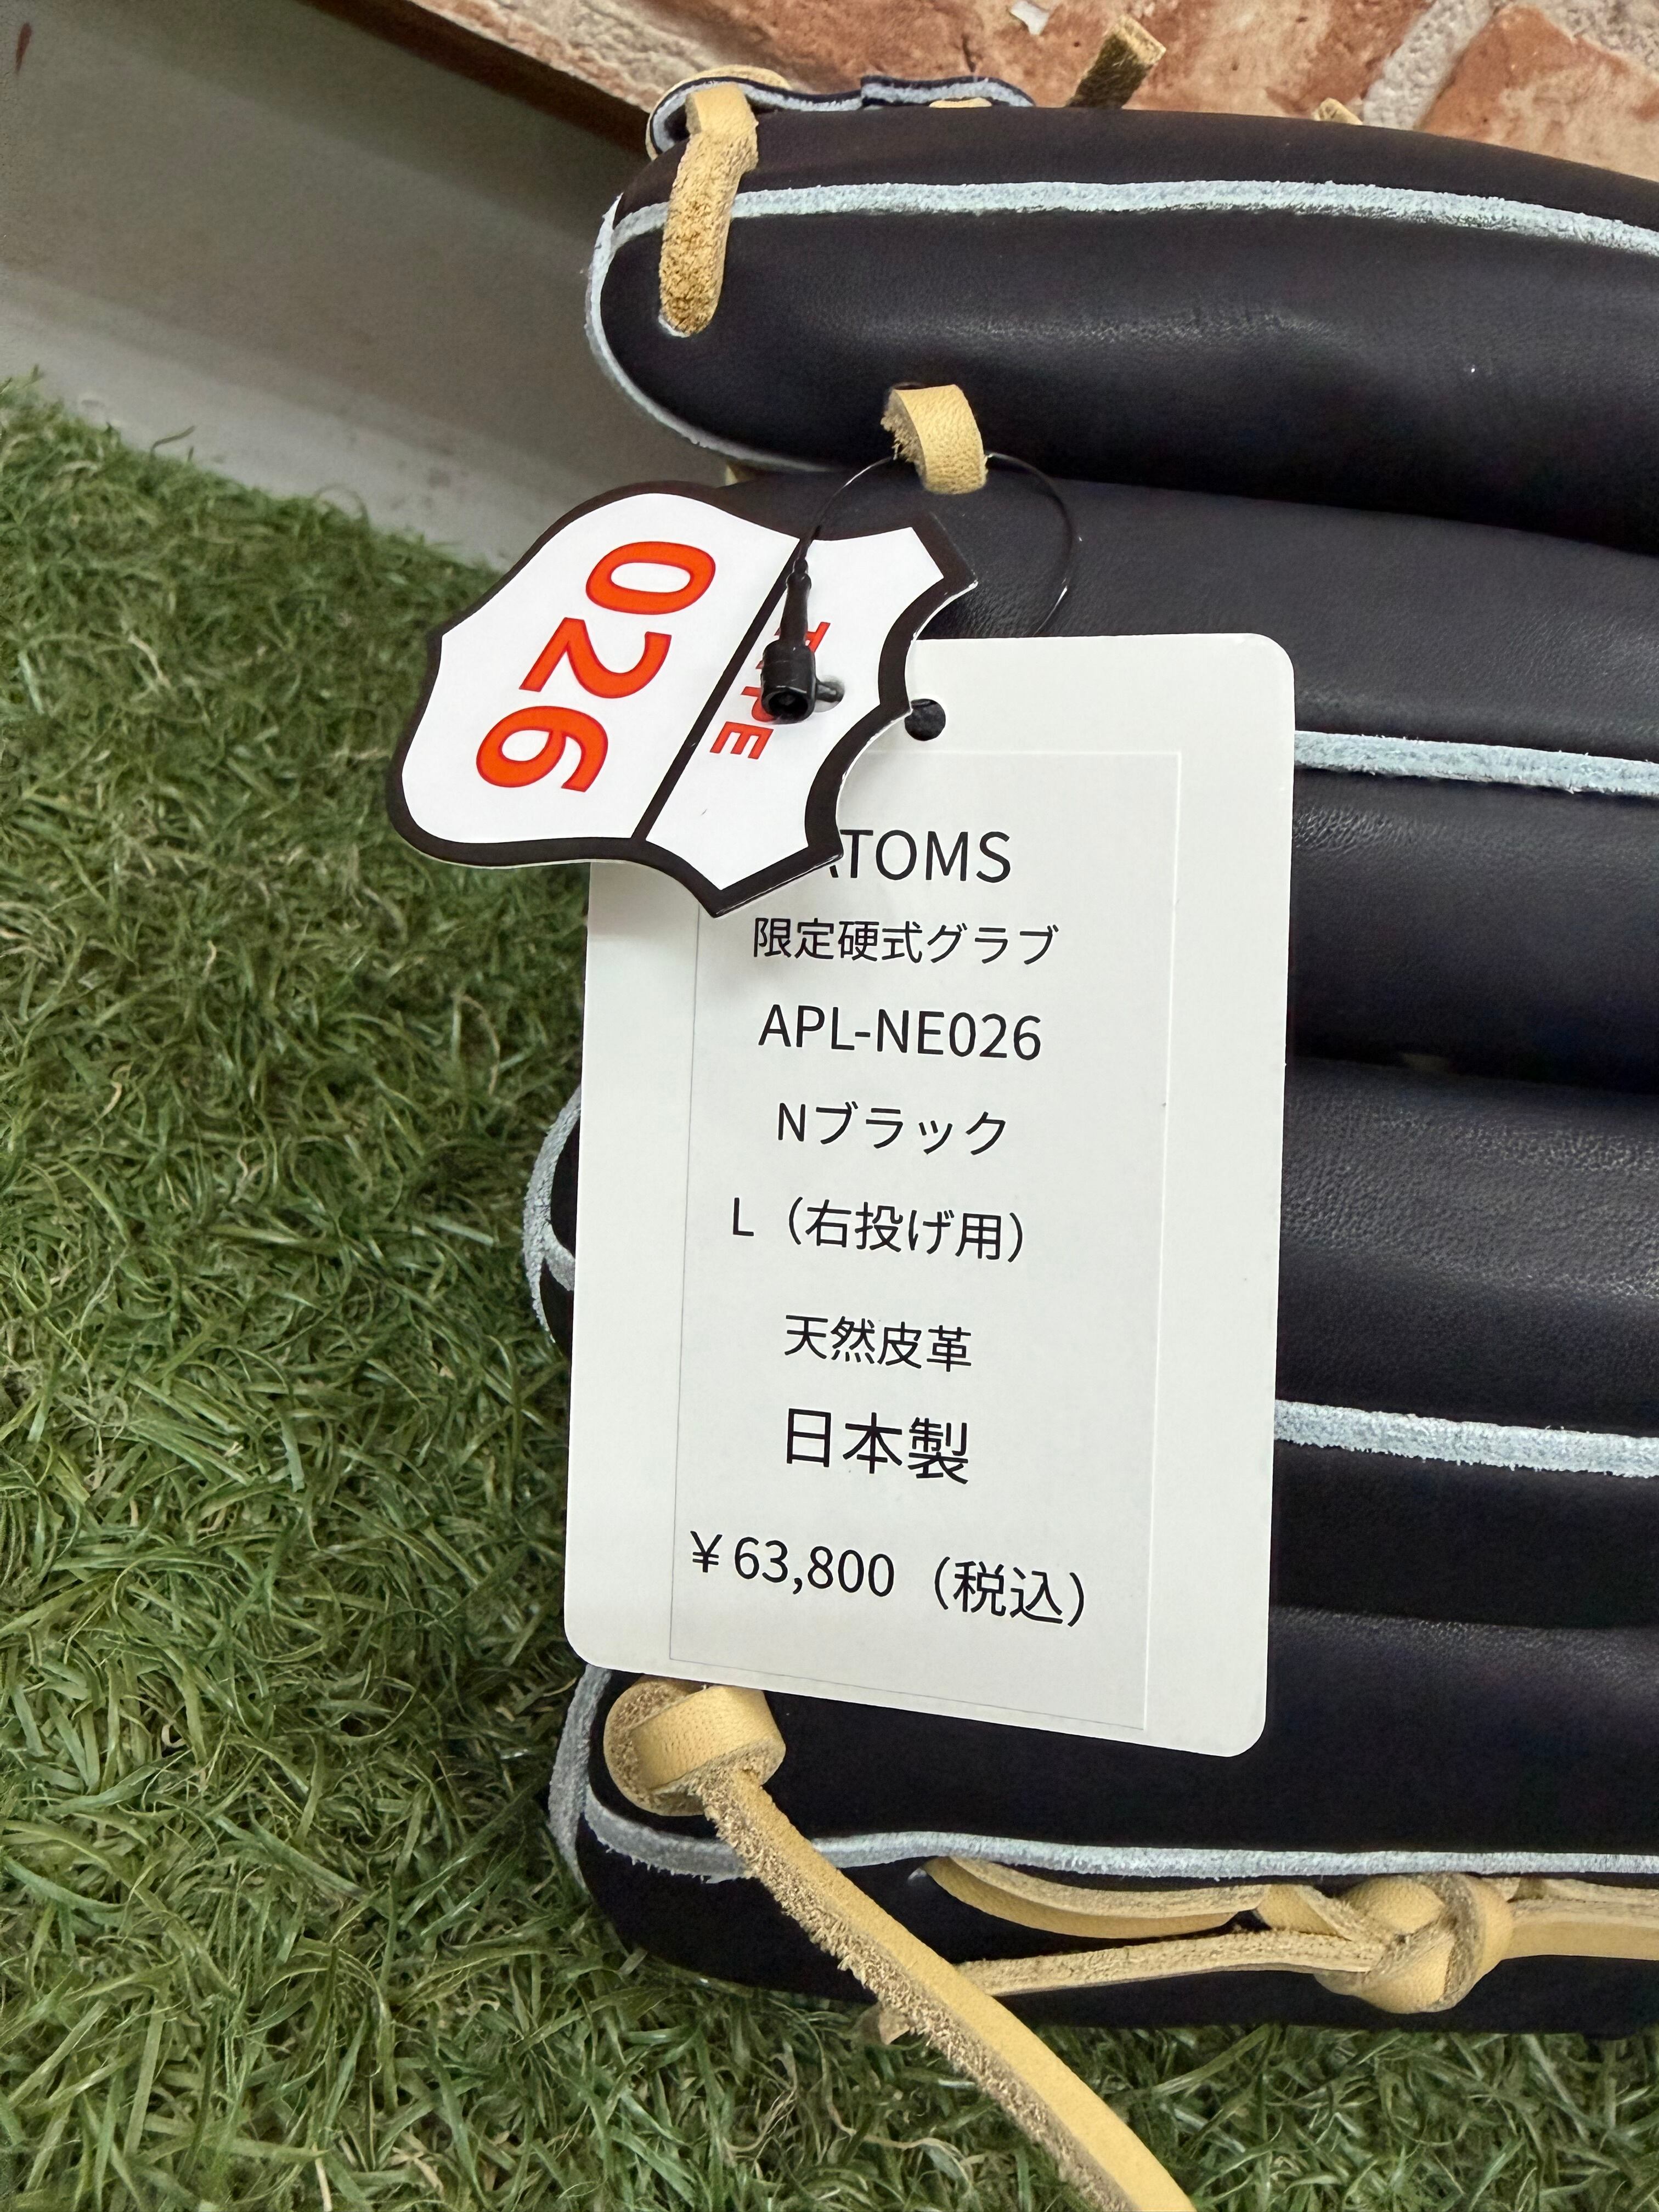 026
ATOMS
限定硬式グラブ
APL-NE026
Nブラック
L（右投げ用）
天然皮革
日本製
￥63,800（税込）